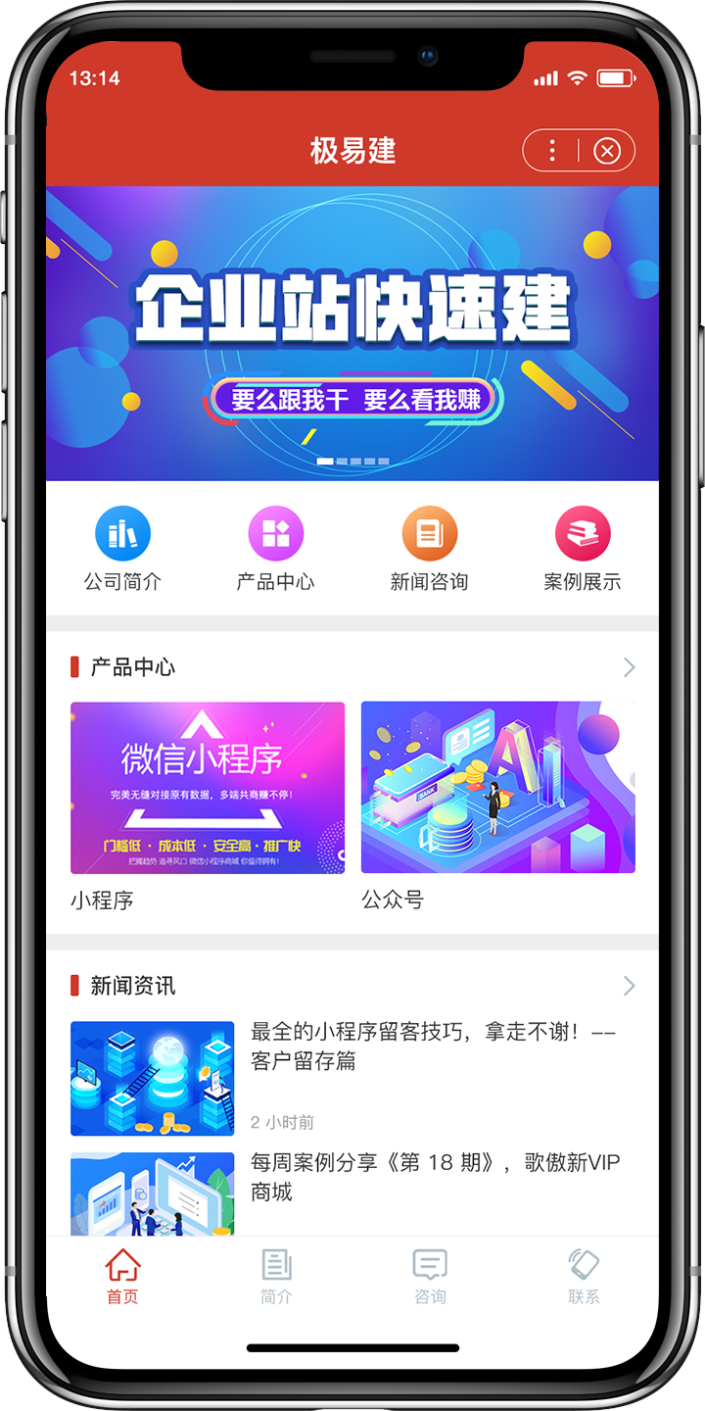 13:14
极易建
企业站快速建
要么跟我干 要么看我赚
公司简介
产品中心
新闻咨询
案例展示
产品中心
微信小程序
完美无缝对接原有数据，多端共商赚不停！
门槛低·成本低·安全高·推广快
把握趋势 追寻风口 微信小程序商城 你值得拥有！
AI
BANK
小程序
公众号
新闻资讯
最全的小程序留客技巧，拿走不谢！--
客户留存篇
2 小时前
每周案例分享《第 18 期》，歌傲新VIP
商城
首页
简介
咨询
联系